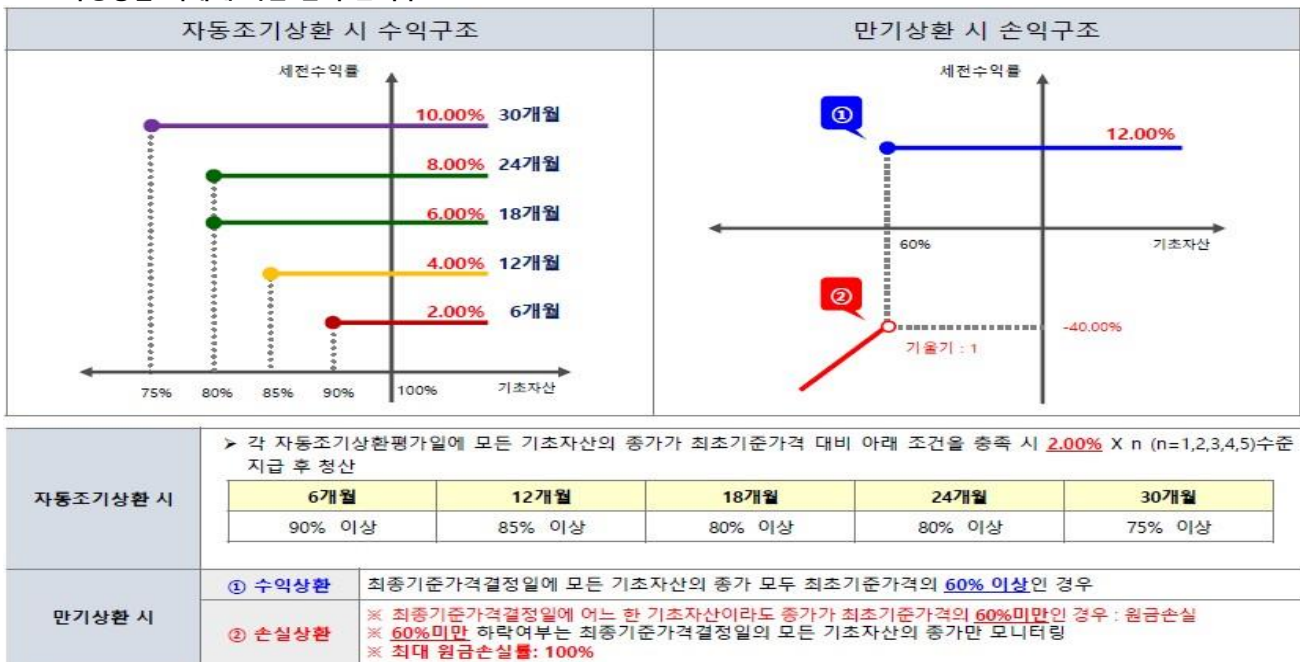 자동조기상환 시 수익구조
만기상환 시 손익구조
세전수익률
10.00% 30개월
8.00% 24개월
6.00% 18개월
4.00% 12개월
2.00% 6개월
75% 80% 85% 90% 100% 기초자산
세전수익률
①
12.00%
60% 기초자산
②
-40.00%
기울기 : 1
자동조기상환 시
➤ 각 자동조기상환평가일에 모든 기초자산의 종가가 최초기준가격 대비 아래 조건을 충족 시 2.00% X n (n=1,2,3,4,5)수준
지급 후 청산
6개월 12개월 18개월 24개월 30개월
90% 이상 85% 이상 80% 이상 80% 이상 75% 이상
만기상환 시
① 수익상환 최종기준가격결정일에 모든 기초자산의 종가 모두 최초기준가격의 60% 이상인 경우
② 손실상환
※ 최종기준가격결정일에 어느 한 기초자산이라도 종가가 최초기준가격의 60%미만인 경우 : 원금손실
※ 60%미만 하락여부는 최종기준가격결정일의 모든 기초자산의 종가만 모니터링
※ 최대 원금손실률: 100%